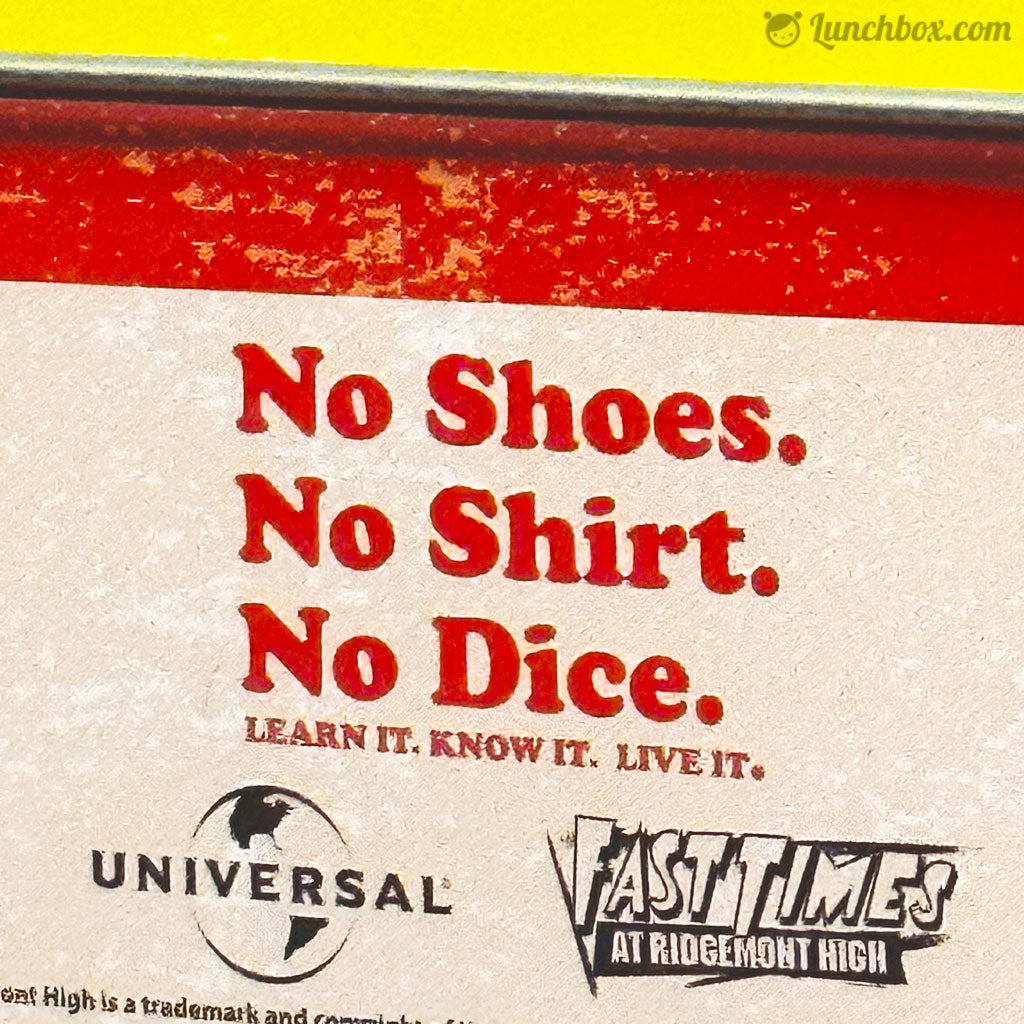 Lunchbox.com
No Shoes.
No Shirt.
No Dice.
LEARN IT. KNOW IT. LIVE IT.
UNIVERSAL
FAST TIMES
AT RIDGEMONT HIGH
High is a trademark and